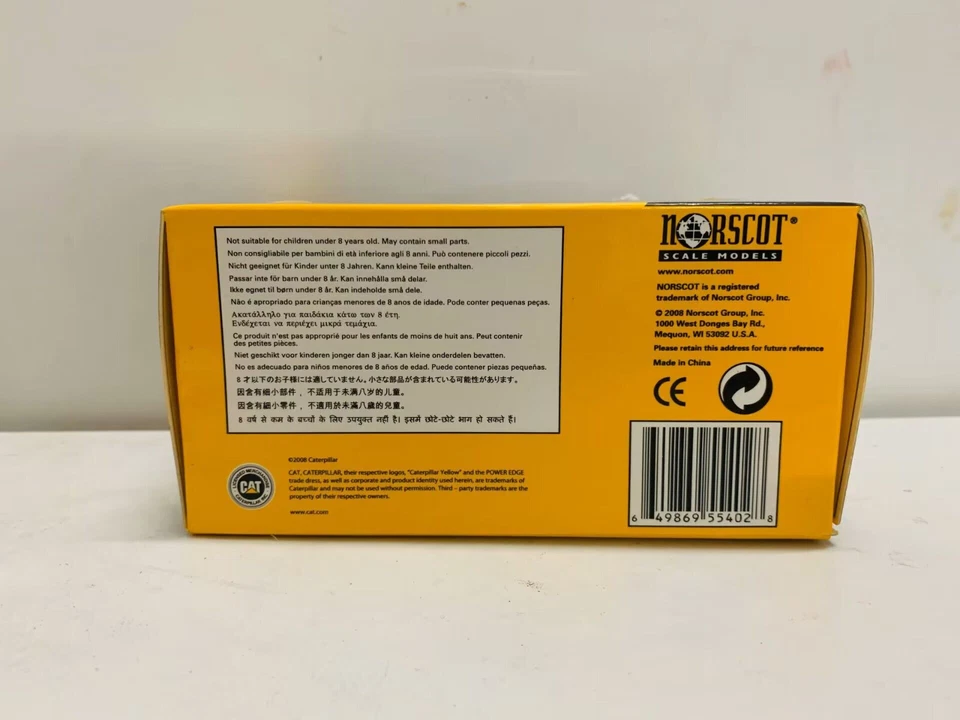 Not suitable for children under 8 years old. May contain small parts.
Non consigliabile per bambini di età inferiore agli 8 anni. Può contenere piccoli pezzi.
Nicht geeignet für Kinder unter 8 Jahren. Kann kleine Teile enthalten.
Passar inte för barn under 8 år. Kan innehålla små delar.
Ikke egnet til børn under 8 år. Kan indeholde små dele.
Não é apropriado para crianças menores de 8 anos de idade. Pode conter pequenas peças.
Ακατάλληλο για παιδάκια κάτω των 8 έτη.
Ενδέχεται να περιέχει μικρά τεμάχια.
Ce produit n'est pas approprié pour les enfants de moins de huit ans. Peut contenir
des petites pièces.
Niet geschikt voor kinderen jonger dan 8 jaar. Kan kleine onderdelen bevatten.
No es adecuado para niños menores de 8 años de edad. Puede contener piezas pequeñas.
8 才以下のお子様には適していません。小さな部品が含まれている可能性があります。
因含有細小部件，不适用于未满八岁的儿童。
因含有細小零件，不適用於未滿八歲的兒童。
8 वर्ष से कम के बच्चों के लिए उपयुक्त नहीं है। इसमें छोटे-छोटे भाग हो सकते हैं।
©2008 Caterpillar
CAT, CATERPILLAR, their respective logos, "Caterpillar Yellow" and the POWER EDGE
trade dress, as well as corporate and product identity used herein, are trademarks of
Caterpillar and may not be used without permission. Third – party trademarks are the
property of their respective owners.
www.cat.com
LICENSED MERCHANDISE
CAT
CATERPILLAR INC.
NORSCOT®
SCALE MODELS
www.norscot.com
NORSCOT is a registered
trademark of Norscot Group, Inc.
© 2008 Norscot Group, Inc.
1000 West Donges Bay Rd.,
Mequon, WI 53092 U.S.A.
Please retain this address for future reference
Made in China
CE
6 49869 55402 8